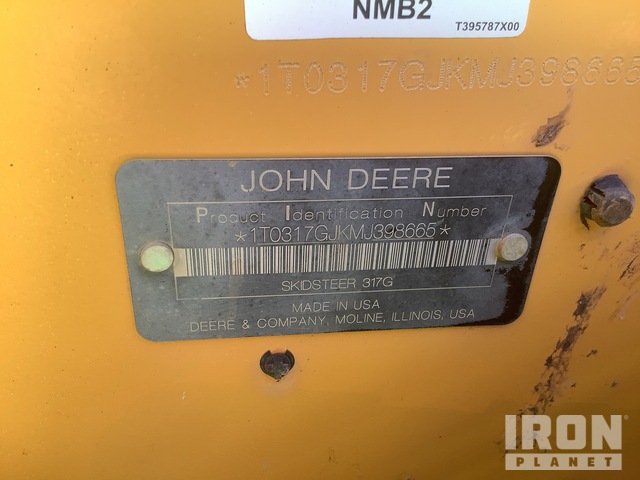 NMB2
T395787X00
*1T0317GJKMJ398665
JOHN DEERE
Product Identification Number
*1T0317GJKMJ398665*
SKIDSTEER 317G
MADE IN USA
DEERE & COMPANY, MOLINE, ILLINOIS, USA
IRON
PLANET